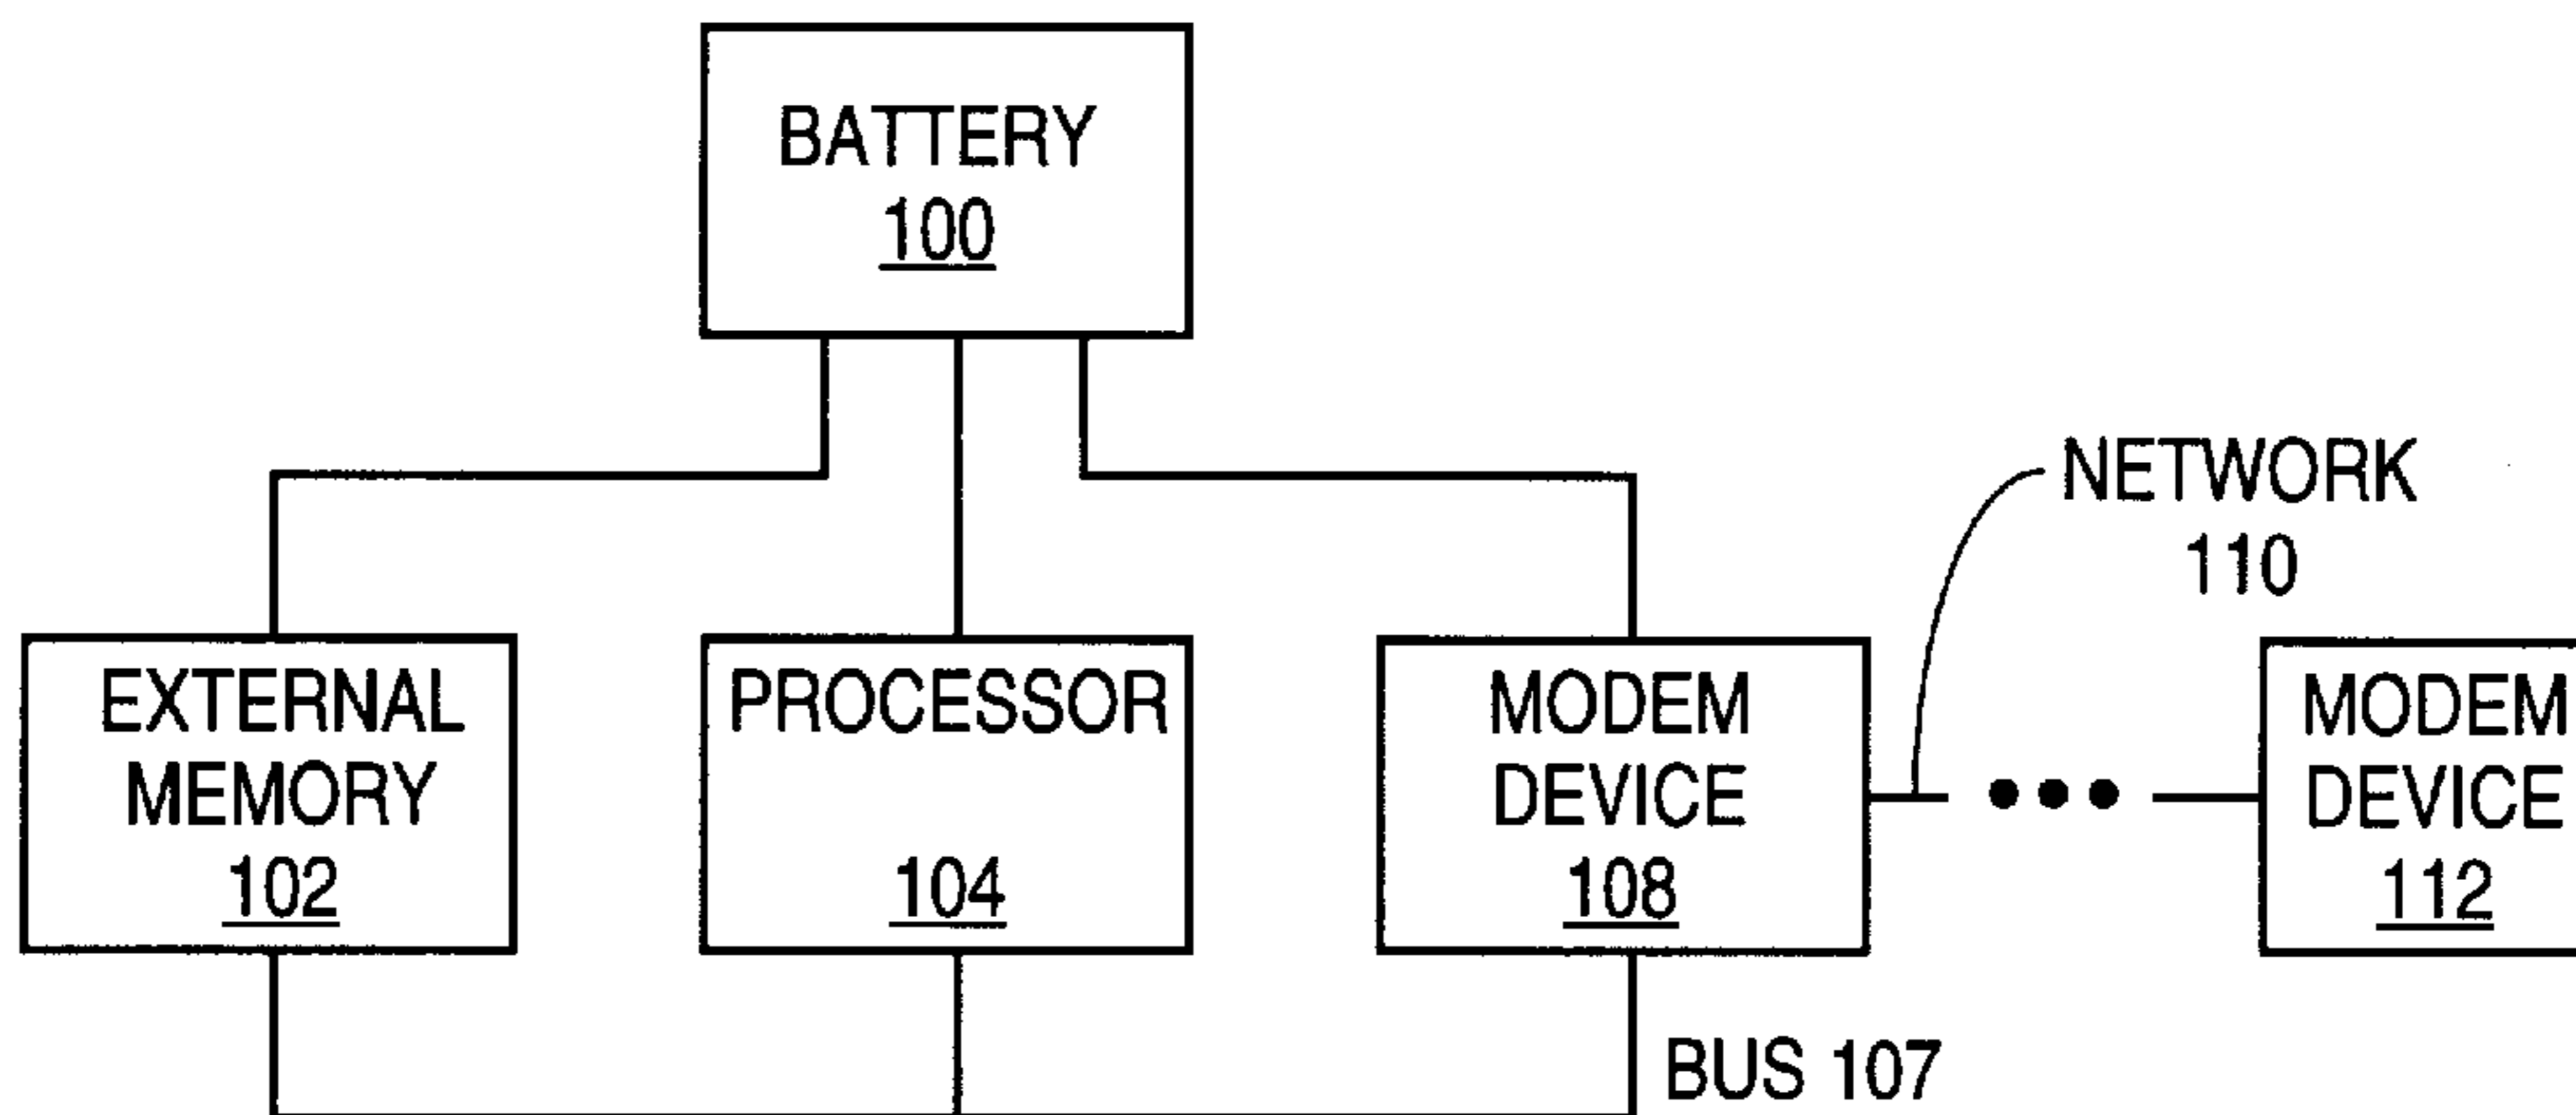 BATTERY
100
NETWORK
110
EXTERNAL
MEMORY
102
PROCESSOR
104
MODEM
DEVICE
108
MODEM
DEVICE
112
BUS 107